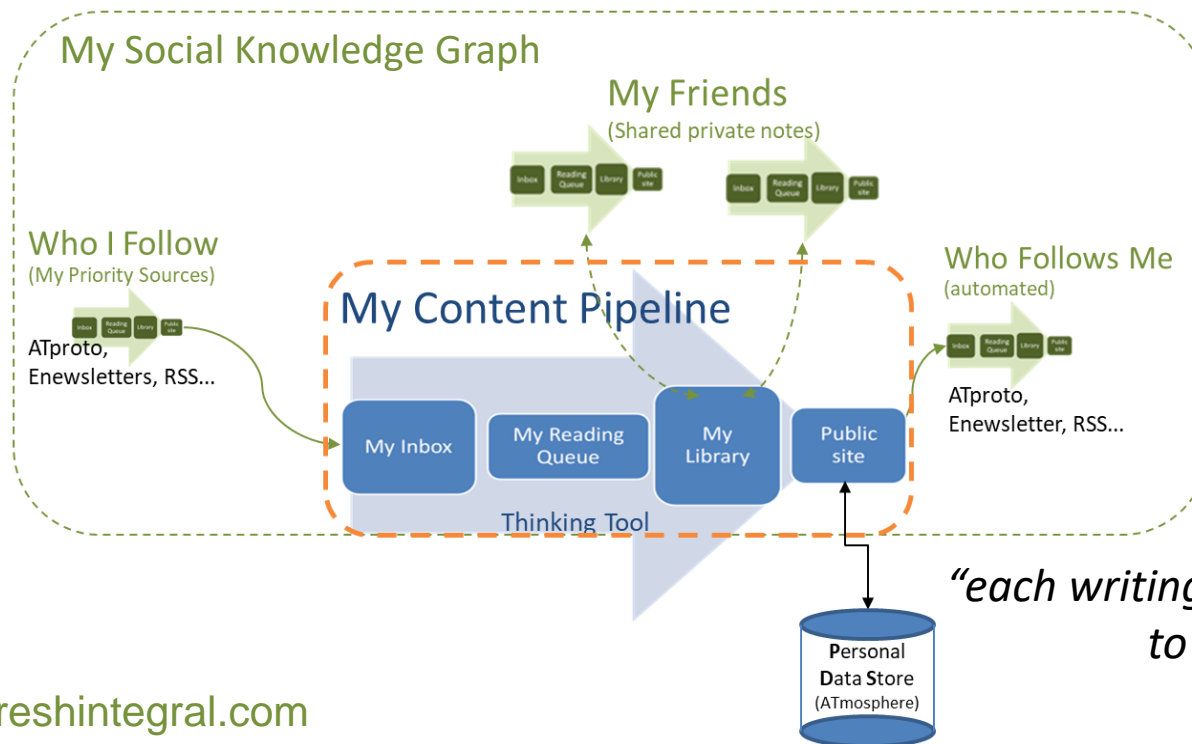 My Social Knowledge Graph
My Friends
(Shared private notes)
Inbox
Reading
Queue
Library
Public
site
Inbox
Reading
Queue
Library
Public
site
Who I Follow
(My Priority Sources)
Inbox
Reading
Queue
Library
Public
site
ATproto,
Enewsletters, RSS...
Who Follows Me
(automated)
Inbox
Reading
Queue
Library
Public
site
ATproto,
Enewsletter, RSS...
My Content Pipeline
My Inbox
My Reading
Queue
My
Library
Public
site
Thinking Tool
“each writing
to
Personal
Data Store
(ATmosphere)
reshintegral.com